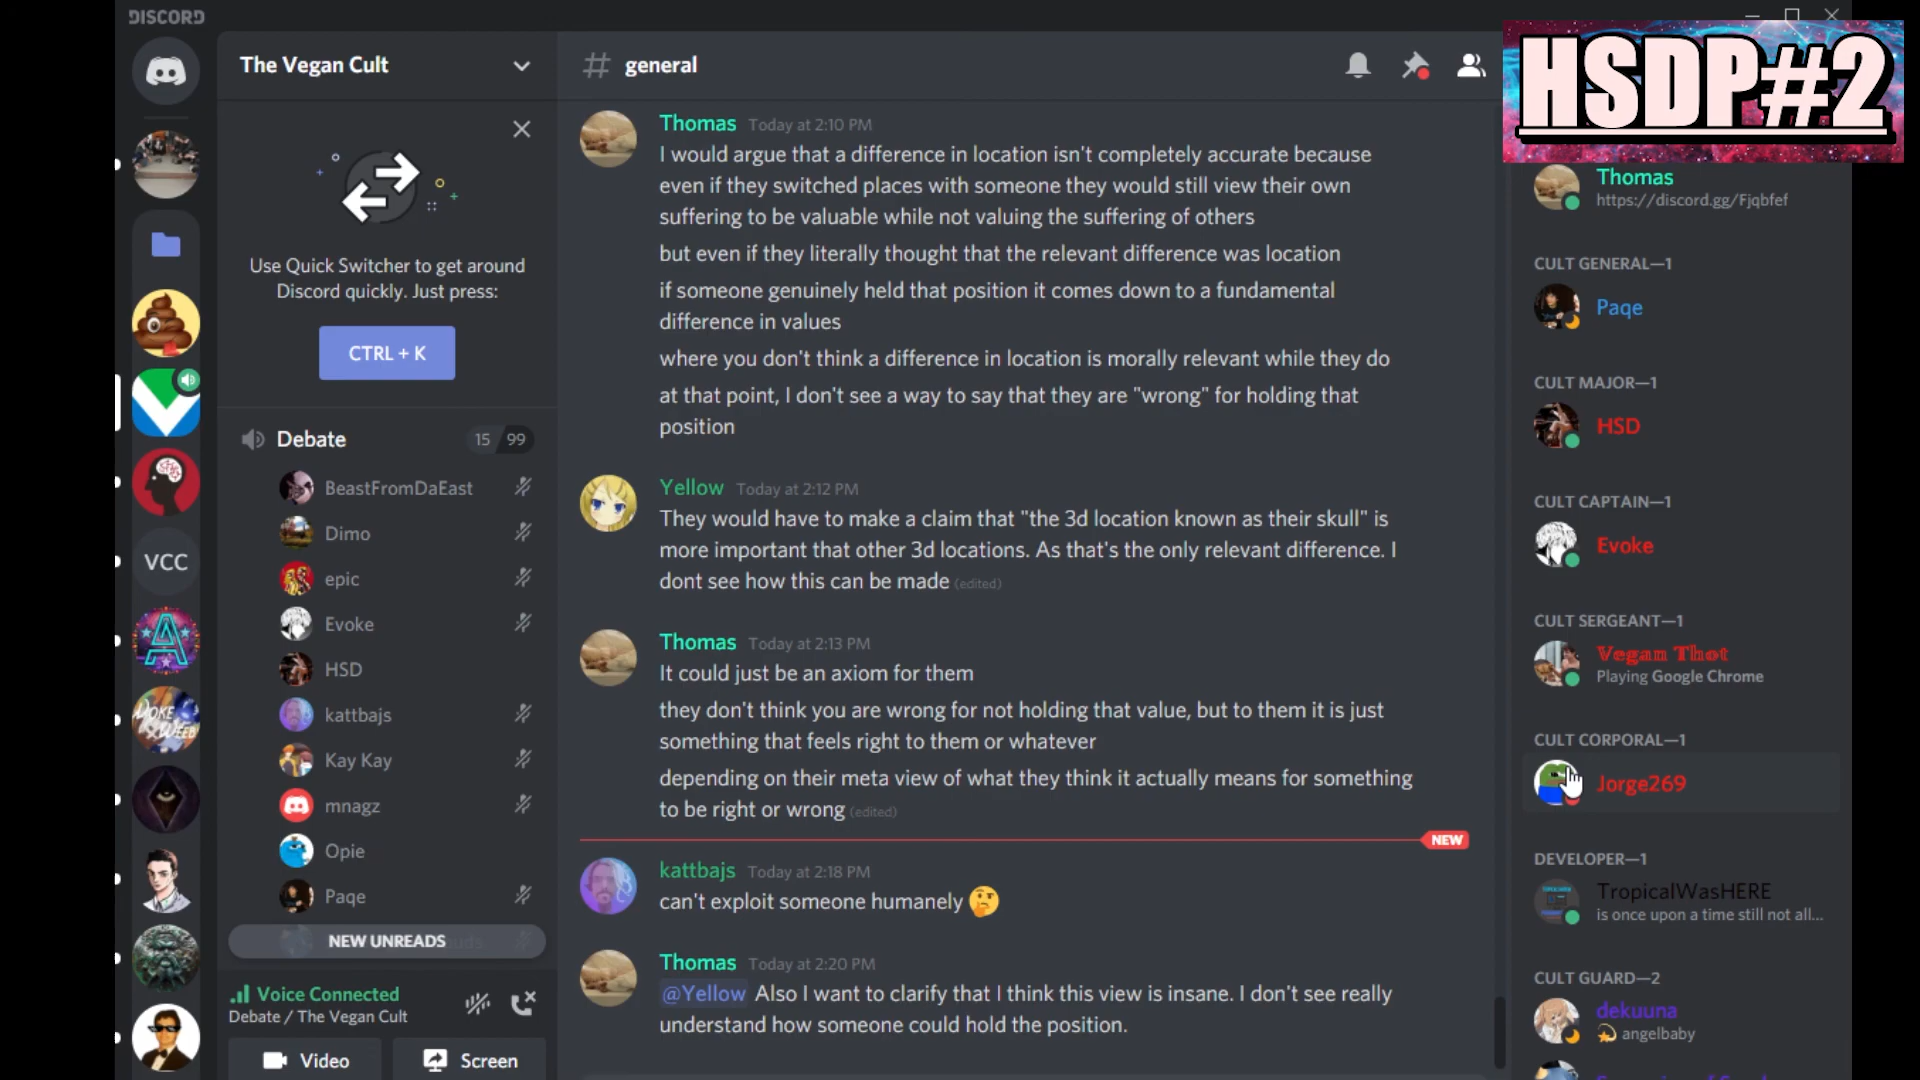 DISCORD
The Vegan Cult
Use Quick Switcher to get around
Discord quickly. Just press:
CTRL + K
Debate 15 99
BeastFromDaEast
Dimo
epic
Evoke
HSD
kattbajs
Kay Kay
mnagz
Opie
Paqe
NEW UNREADS
Voice Connected
Debate / The Vegan Cult
Video Screen
VCC
# general
Thomas Today at 2:10 PM
I would argue that a difference in location isn't completely accurate because
even if they switched places with someone they would still view their own
suffering to be valuable while not valuing the suffering of others
but even if they literally thought that the relevant difference was location
if someone genuinely held that position it comes down to a fundamental
difference in values
where you don't think a difference in location is morally relevant while they do
at that point, I don't see a way to say that they are "wrong" for holding that
position
Yellow Today at 2:12 PM
They would have to make a claim that "the 3d location known as their skull" is
more important that other 3d locations. As that's the only relevant difference. I
dont see how this can be made (edited)
Thomas Today at 2:13 PM
It could just be an axiom for them
they don't think you are wrong for not holding that value, but to them it is just
something that feels right to them or whatever
depending on their meta view of what they think it actually means for something
to be right or wrong (edited)
NEW
kattbajs Today at 2:18 PM
can't exploit someone humanely 🤔
Thomas Today at 2:20 PM
@Yellow Also I want to clarify that I think this view is insane. I don't see really
understand how someone could hold the position.
HSDP#2
Thomas
https://discord.gg/Fjqbfef
CULT GENERAL—1
Paqe
CULT MAJOR—1
HSD
CULT CAPTAIN—1
Evoke
CULT SERGEANT—1
Vegan Thot
Playing Google Chrome
CULT CORPORAL—1
Jorge269
DEVELOPER—1
TropicalWasHERE
is once upon a time still not all...
CULT GUARD—2
dekuuna
💫 angelbaby